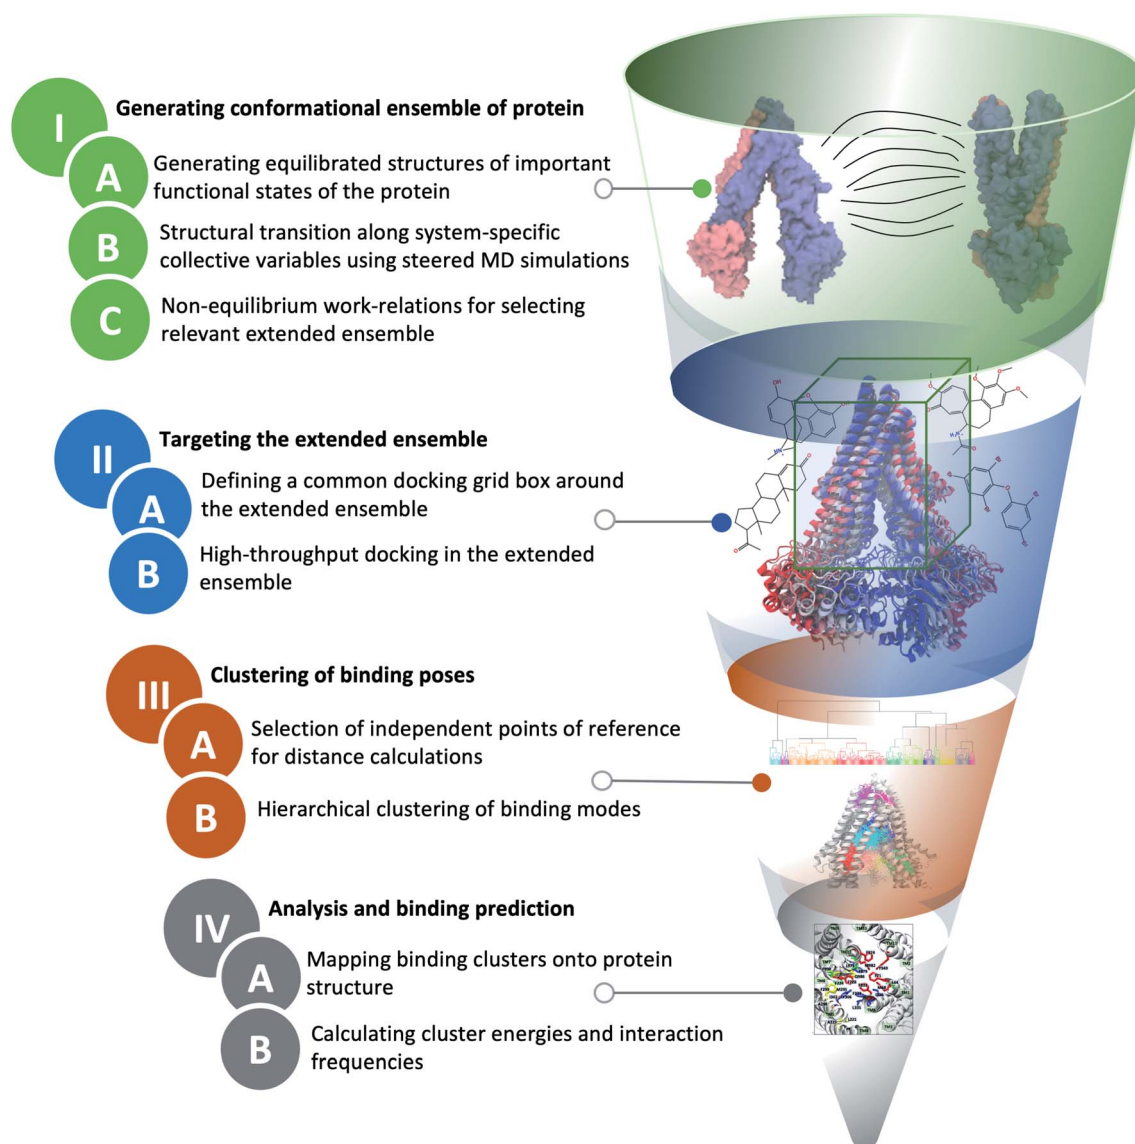 I
Generating conformational ensemble of protein
A
Generating equilibrated structures of important
functional states of the protein
B
Structural transition along system-specific
collective variables using steered MD simulations
C
Non-equilibrium work-relations for selecting
relevant extended ensemble
II
Targeting the extended ensemble
A
Defining a common docking grid box around
the extended ensemble
B
High-throughput docking in the extended
ensemble
III
Clustering of binding poses
A
Selection of independent points of reference
for distance calculations
B
Hierarchical clustering of binding modes
IV
Analysis and binding prediction
A
Mapping binding clusters onto protein
structure
B
Calculating cluster energies and interaction
frequencies